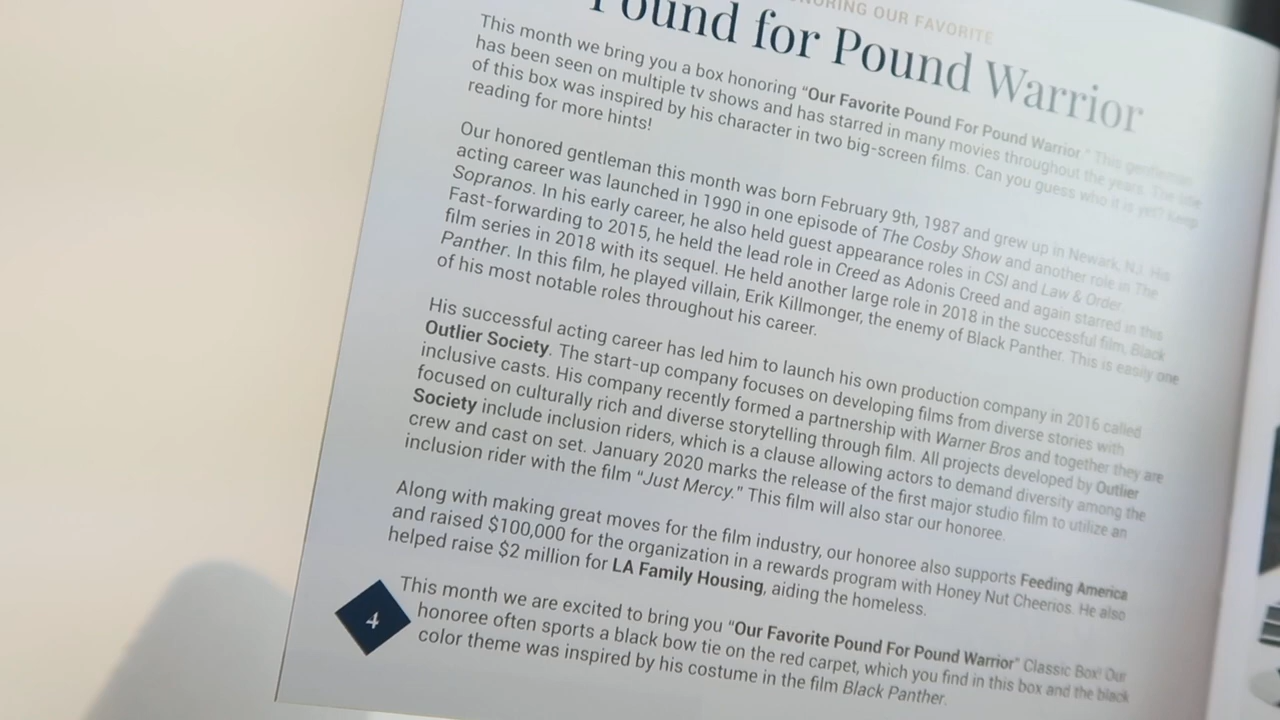 HONORING OUR FAVORITE
Pound for Pound Warrior
This month we bring you a box honoring “Our Favorite Pound For Pound Warrior ” This gentleman
has been seen on multiple tv shows and has starred in many movies throughout the years. The title
of this box was inspired by his character in two big-screen films. Can you guess who it is yet? Keep
reading for more hints!
Our honored gentleman this month was born February 9th, 1987 and grew up in Newark, NJ. His
acting career was launched in 1990 in one episode of The Cosby Show and another role in The
Sopranos. In his early career, he also held guest appearance roles in CSI and Law & Order.
Fast-forwarding to 2015, he held the lead role in Creed as Adonis Creed and again starred in this
film series in 2018 with its sequel. He held another large role in 2018 in the successful film, Black
Panther. In this film, he played villain, Erik Killmonger, the enemy of Black Panther. This is easily one
of his most notable roles throughout his career.
His successful acting career has led him to launch his own production company in 2016 called
Outlier Society. The start-up company focuses on developing films from diverse stories with
inclusive casts. His company recently formed a partnership with Warner Bros and together they are
focused on culturally rich and diverse storytelling through film. All projects developed by Outlier
Society include inclusion riders, which is a clause allowing actors to demand diversity among the
crew and cast on set. January 2020 marks the release of the first major studio film to utilize an
inclusion rider with the film “Just Mercy.” This film will also star our honoree.
Along with making great moves for the film industry, our honoree also supports Feeding America
and raised $100,000 for the organization in a rewards program with Honey Nut Cheerios. He also
helped raise $2 million for LA Family Housing, aiding the homeless.
This month we are excited to bring you “Our Favorite Pound For Pound Warrior” Classic Box! Our
honoree often sports a black bow tie on the red carpet, which you find in this box and the black
color theme was inspired by his costume in the film Black Panther.
4